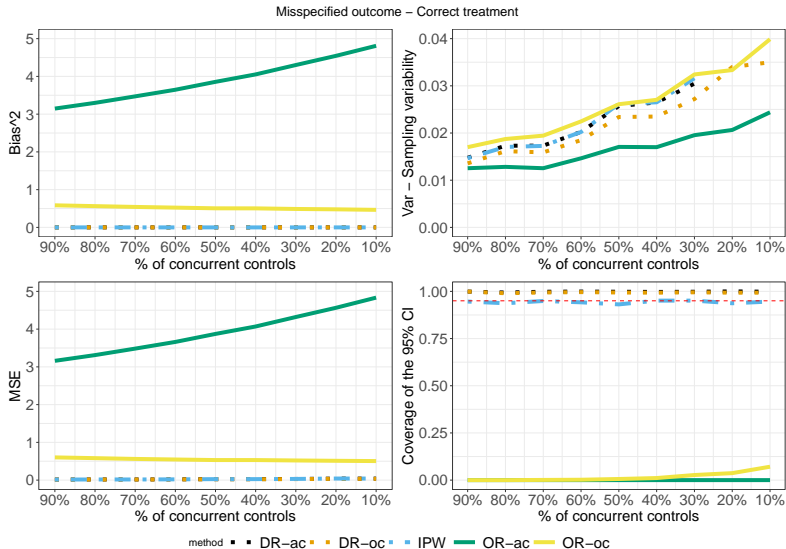 Misspecified outcome – Correct treatment
Bias^2
5
4
3
2
1
0
90% 80% 70% 60% 50% 40% 30% 20% 10%
% of concurrent controls
Var – Sampling variability
0.04
0.03
0.02
0.01
0.00
90% 80% 70% 60% 50% 40% 30% 20% 10%
% of concurrent controls
MSE
5
4
3
2
1
0
90% 80% 70% 60% 50% 40% 30% 20% 10%
% of concurrent controls
Coverage of the 95% CI
1.00
0.75
0.50
0.25
0.00
90% 80% 70% 60% 50% 40% 30% 20% 10%
% of concurrent controls
method DR–ac DR–oc IPW OR–ac OR–oc